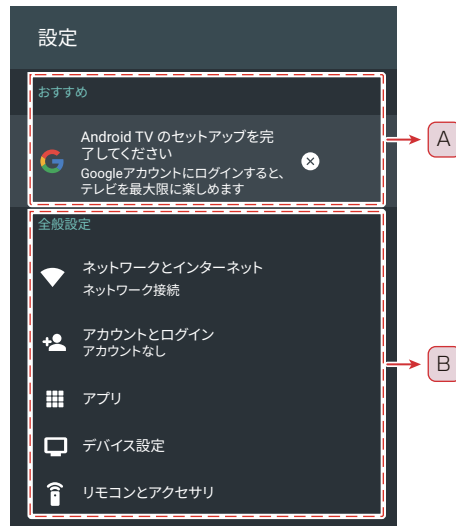 設定
おすすめ
Android TV のセットアップを完
了してください
Googleアカウントにログインすると、
テレビを最大限に楽しめます
A
全般設定
ネットワークとインターネット
ネットワーク接続
アカウントとログイン
アカウントなし
B
アプリ
デバイス設定
リモコンとアクセサリ